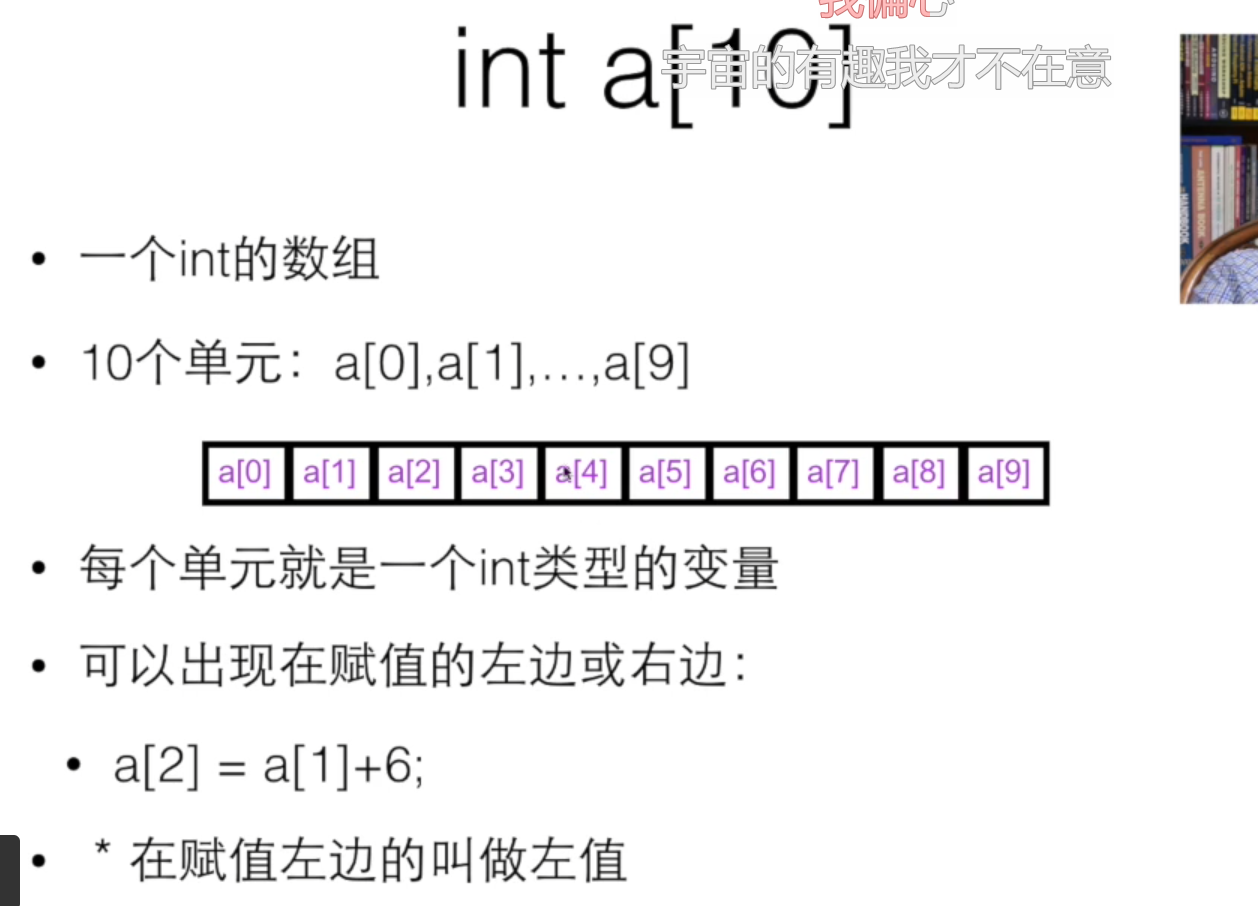 我偏心
int a[10]
宇宙的有趣我才不在意
• 一个int的数组
• 10个单元：a[0],a[1],…,a[9]
a[0] a[1] a[2] a[3] a[4] a[5] a[6] a[7] a[8] a[9]
• 每个单元就是一个int类型的变量
• 可以出现在赋值的左边或右边：
• a[2] = a[1]+6;
• * 在赋值左边的叫做左值